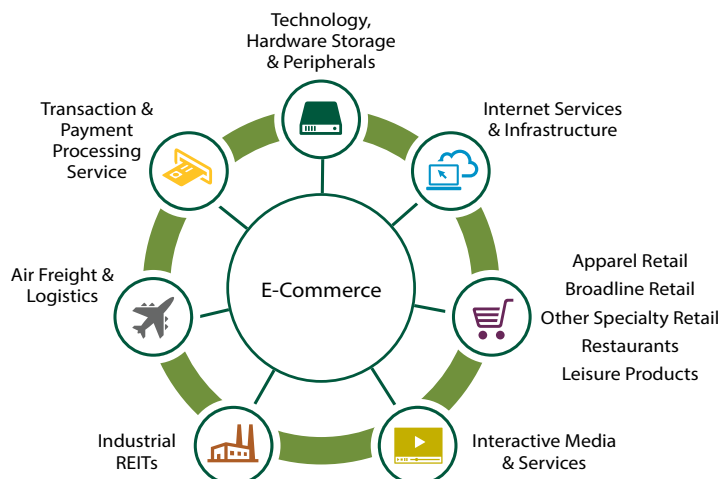 Technology,
Hardware Storage
& Peripherals
Internet Services
& Infrastructure
Apparel Retail
Broadline Retail
Other Specialty Retail
Restaurants
Leisure Products
Interactive Media
& Services
Industrial
REITs
Air Freight &
Logistics
Transaction &
Payment
Processing
Service
E-Commerce